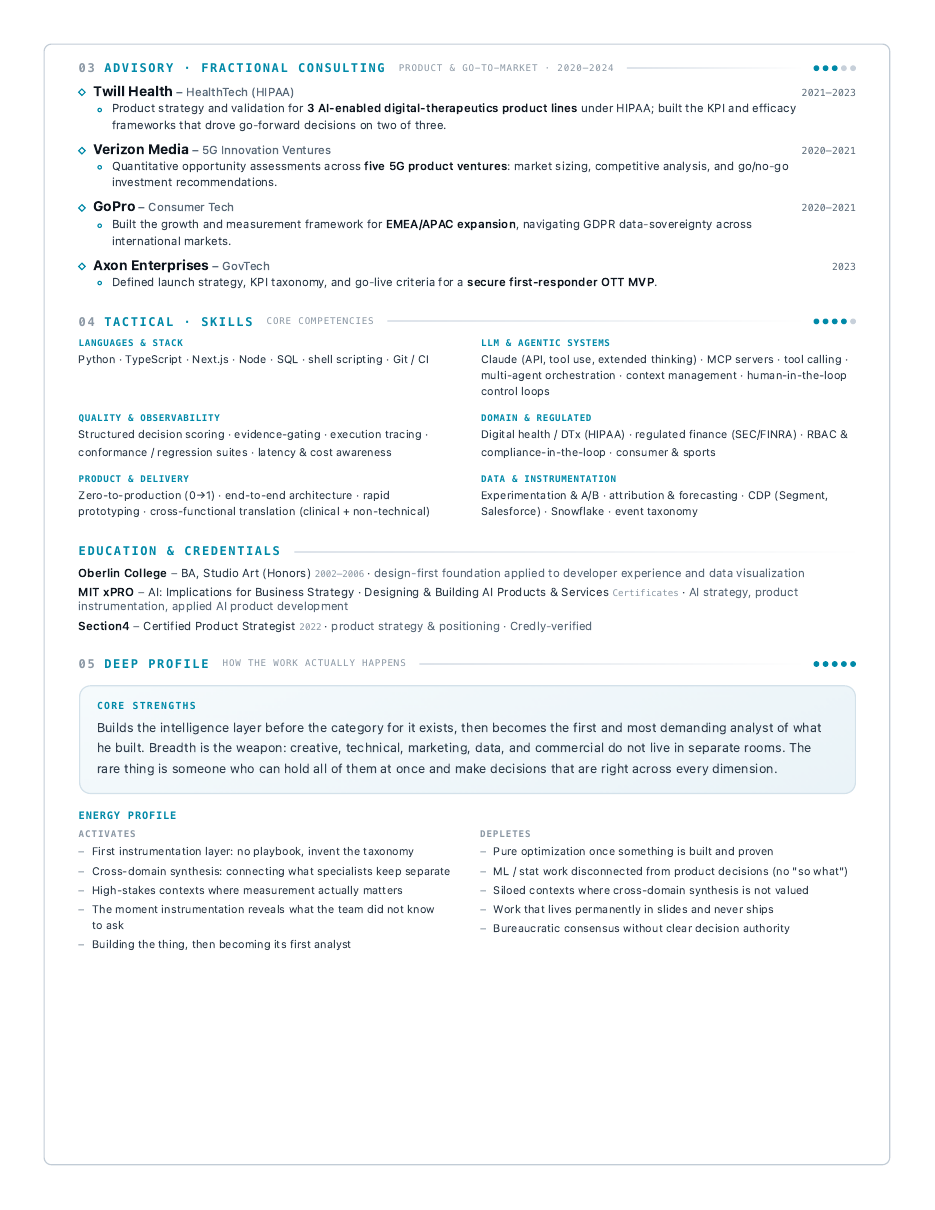 03 ADVISORY · FRACTIONAL CONSULTING PRODUCT & GO-TO-MARKET · 2020–2024
Twill Health – HealthTech (HIPAA) 2021–2023
Product strategy and validation for 3 AI-enabled digital-therapeutics product lines under HIPAA; built the KPI and efficacy
frameworks that drove go-forward decisions on two of three.
Verizon Media – 5G Innovation Ventures 2020–2021
Quantitative opportunity assessments across five 5G product ventures: market sizing, competitive analysis, and go/no-go
investment recommendations.
GoPro – Consumer Tech 2020–2021
Built the growth and measurement framework for EMEA/APAC expansion, navigating GDPR data-sovereignty across
international markets.
Axon Enterprises – GovTech 2023
Defined launch strategy, KPI taxonomy, and go-live criteria for a secure first-responder OTT MVP.
04 TACTICAL · SKILLS CORE COMPETENCIES
LANGUAGES & STACK
Python · TypeScript · Next.js · Node · SQL · shell scripting · Git / CI
LLM & AGENTIC SYSTEMS
Claude (API, tool use, extended thinking) · MCP servers · tool calling ·
multi-agent orchestration · context management · human-in-the-loop
control loops
QUALITY & OBSERVABILITY
Structured decision scoring · evidence-gating · execution tracing ·
conformance / regression suites · latency & cost awareness
DOMAIN & REGULATED
Digital health / DTx (HIPAA) · regulated finance (SEC/FINRA) · RBAC &
compliance-in-the-loop · consumer & sports
PRODUCT & DELIVERY
Zero-to-production (0→1) · end-to-end architecture · rapid
prototyping · cross-functional translation (clinical + non-technical)
DATA & INSTRUMENTATION
Experimentation & A/B · attribution & forecasting · CDP (Segment,
Salesforce) · Snowflake · event taxonomy
EDUCATION & CREDENTIALS
Oberlin College – BA, Studio Art (Honors) 2002–2006 · design-first foundation applied to developer experience and data visualization
MIT xPRO – AI: Implications for Business Strategy · Designing & Building AI Products & Services Certificates · AI strategy, product
instrumentation, applied AI product development
Section4 – Certified Product Strategist 2022 · product strategy & positioning · Credly-verified
05 DEEP PROFILE HOW THE WORK ACTUALLY HAPPENS
CORE STRENGTHS
Builds the intelligence layer before the category for it exists, then becomes the first and most demanding analyst of what
he built. Breadth is the weapon: creative, technical, marketing, data, and commercial do not live in separate rooms. The
rare thing is someone who can hold all of them at once and make decisions that are right across every dimension.
ENERGY PROFILE
ACTIVATES
– First instrumentation layer: no playbook, invent the taxonomy
– Cross-domain synthesis: connecting what specialists keep separate
– High-stakes contexts where measurement actually matters
– The moment instrumentation reveals what the team did not know
to ask
– Building the thing, then becoming its first analyst
DEPLETES
– Pure optimization once something is built and proven
– ML / stat work disconnected from product decisions (no "so what")
– Siloed contexts where cross-domain synthesis is not valued
– Work that lives permanently in slides and never ships
– Bureaucratic consensus without clear decision authority